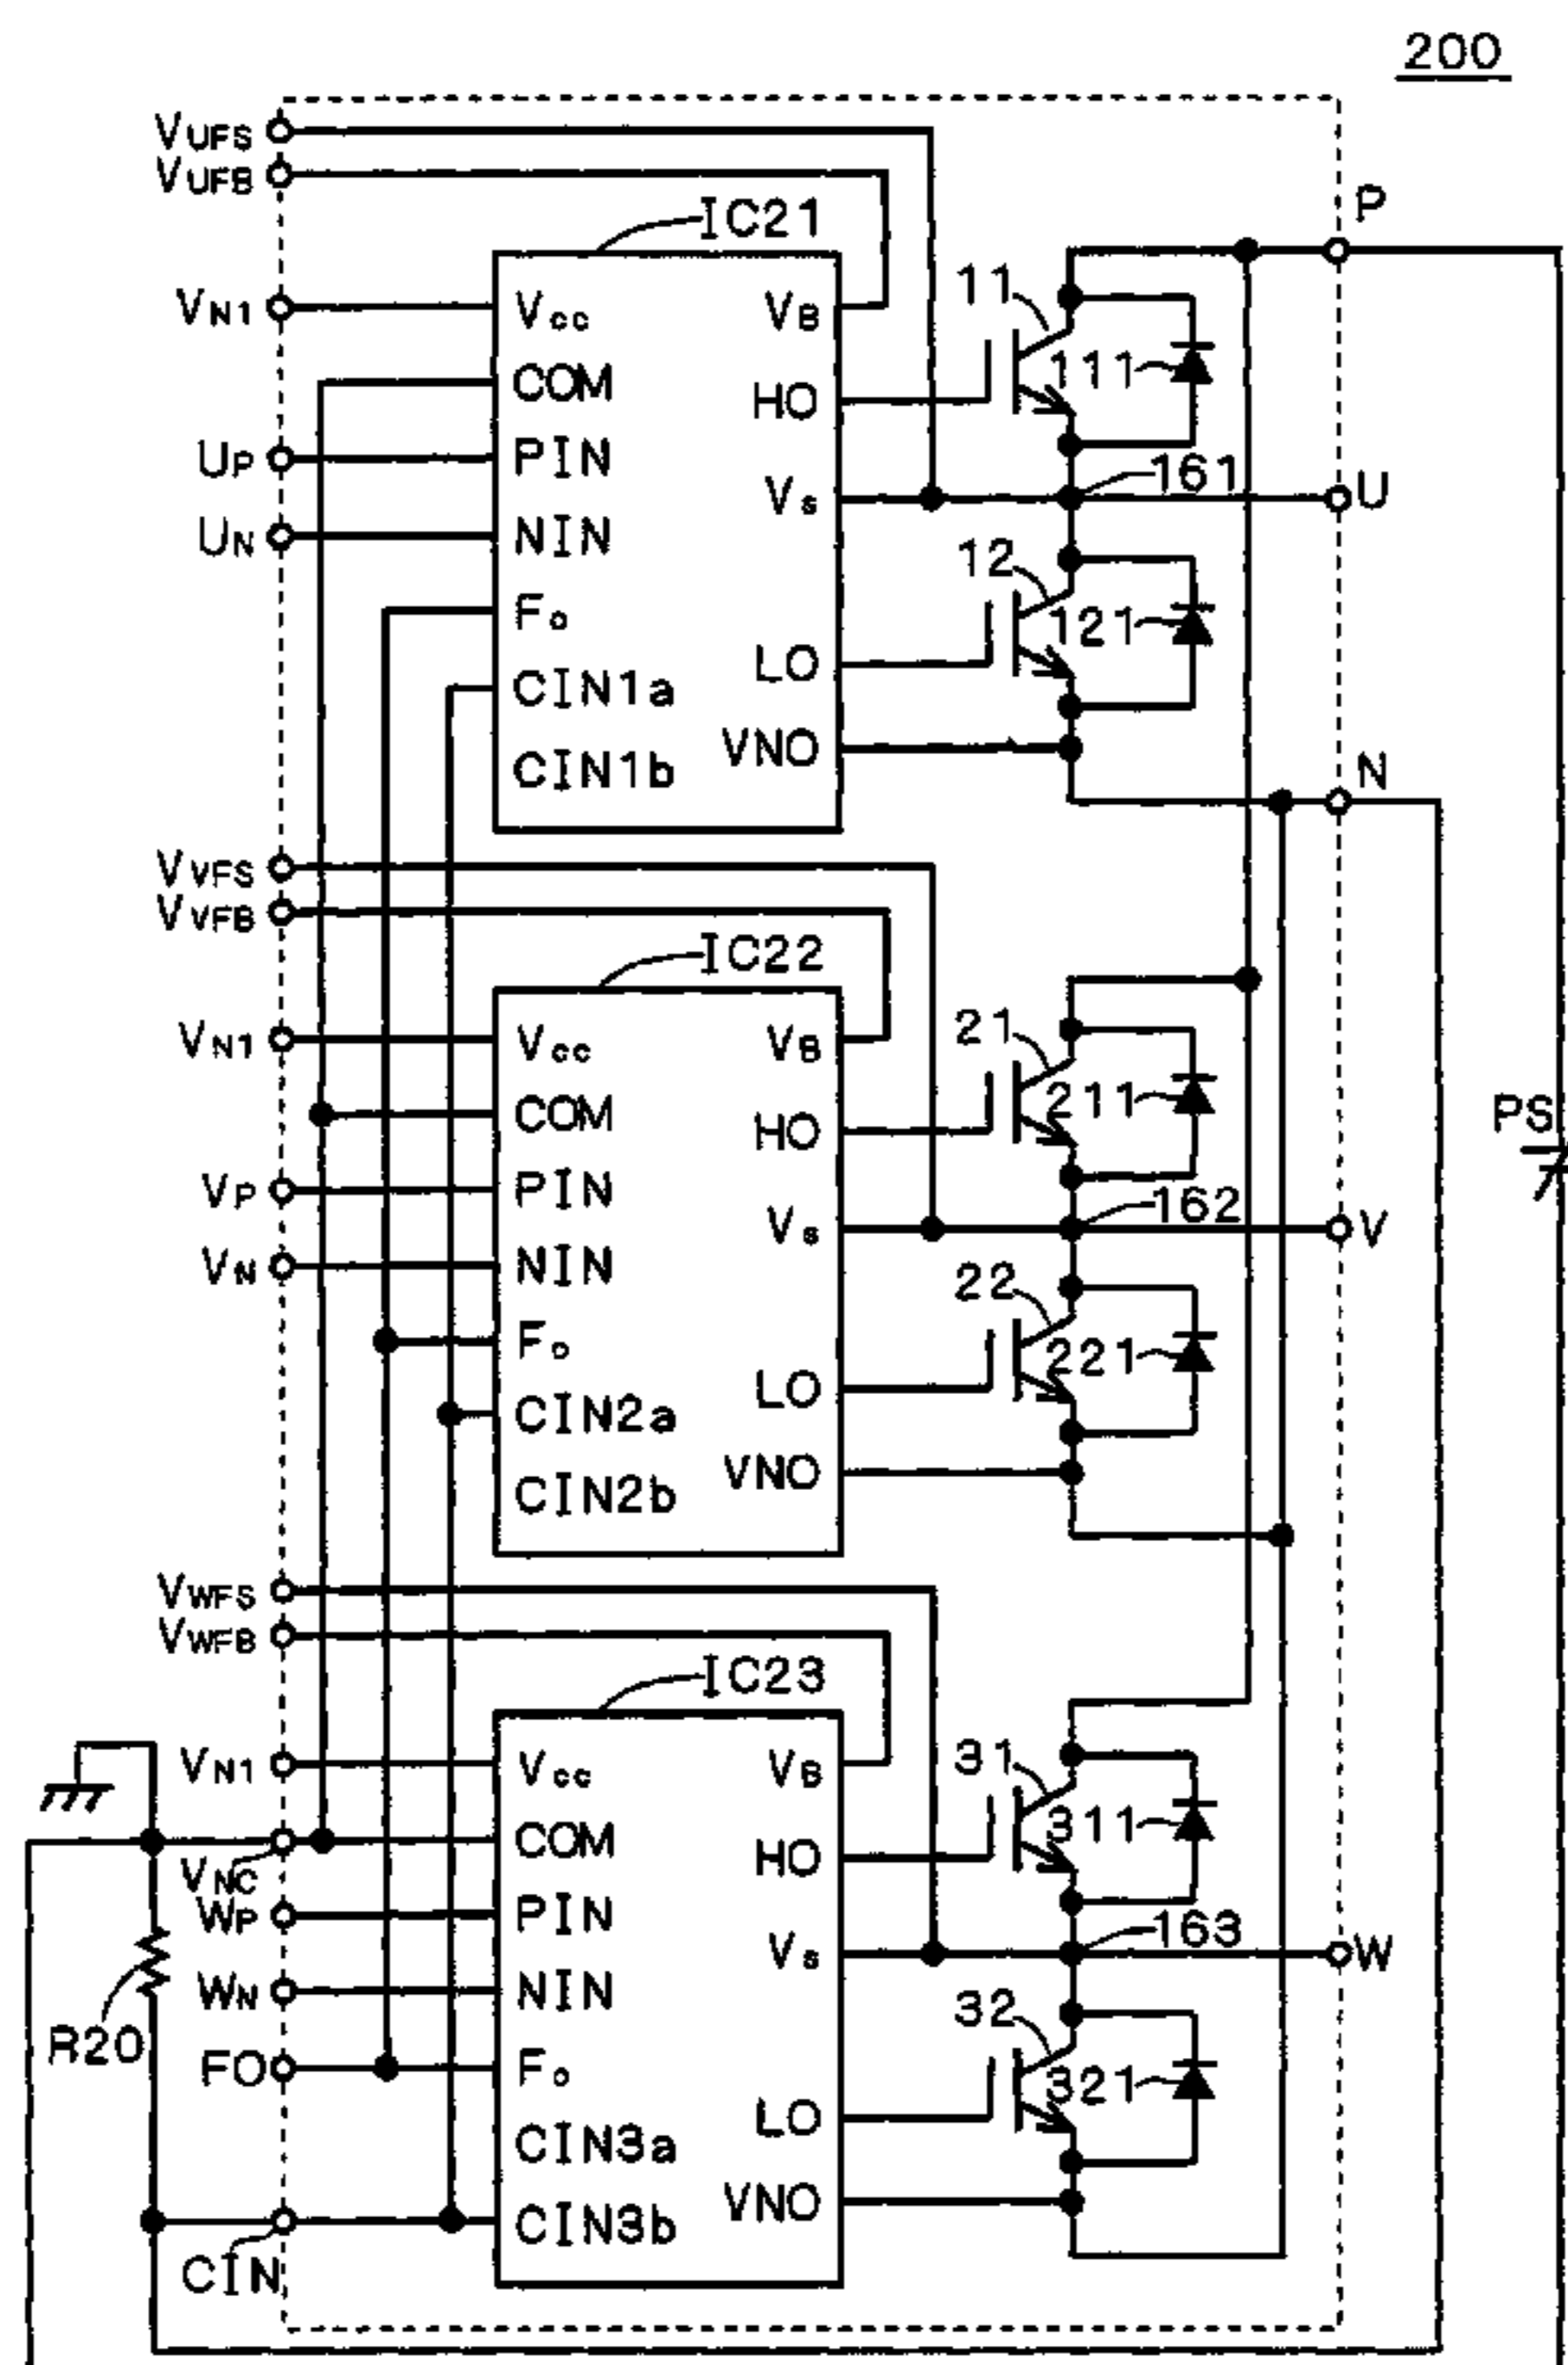 200
VUFS
VUFB
IC21
P
VN1
Vcc
VB
11
111
COM
HO
UP
PIN
Vs
161
U
UN
NIN
12
121
Fo
LO
CIN1a
VNO
CIN1b
N
VVFS
VVFB
IC22
VN1
Vcc
VB
21
211
COM
HO
PS
VP
PIN
Vs
162
V
VN
NIN
22
221
Fo
LO
CIN2a
VNO
CIN2b
VWFS
VWFB
IC23
VN1
Vcc
VB
31
311
COM
HO
VNC
WP
PIN
Vs
163
W
WN
NIN
32
321
R20
FO
Fo
LO
CIN3a
VNO
CIN3b
CIN